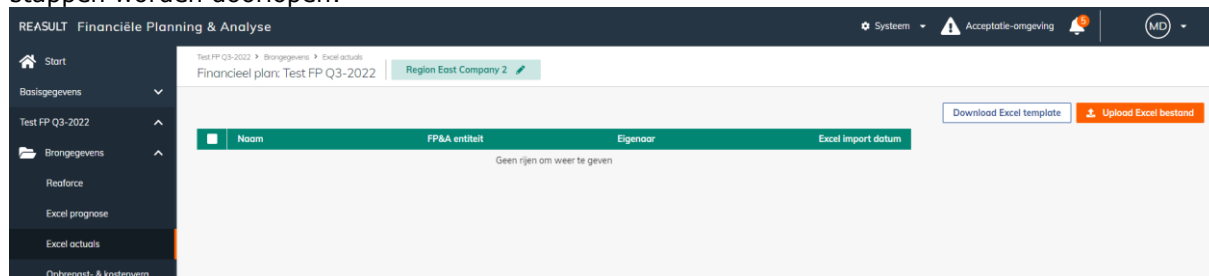 stappen worden doorlopen.
REASULT Financiële Planning & Analyse
Systeem
Acceptatie-omgeving
5
MD
Start
Test FP Q3-2022 > Brongegevens > Excel actuals
Financieel plan: Test FP Q3-2022
Region East Company 2
Basisgegevens
Test FP Q3-2022
Download Excel template
Upload Excel bestand
Naam FP&A entiteit Eigenaar Excel import datum
Brongegevens
Geen rijen om weer te geven
Reaforce
Excel prognose
Excel actuals
Opbrengst- & kostenverg